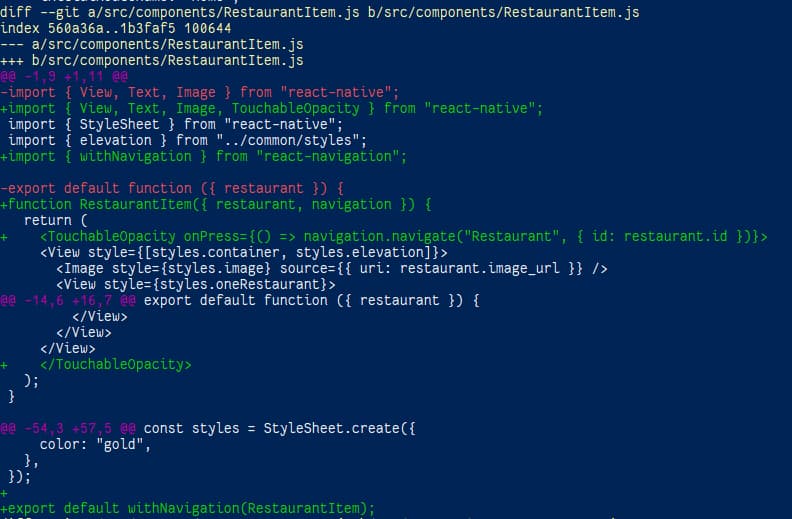 diff --git a/src/components/RestaurantItem.js b/src/components/RestaurantItem.js
index 560a36a..1b3faf5 100644
--- a/src/components/RestaurantItem.js
+++ b/src/components/RestaurantItem.js
@@ -1,9 +1,11 @@
-import { View, Text, Image } from "react-native";
+import { View, Text, Image, TouchableOpacity } from "react-native";
 import { StyleSheet } from "react-native";
 import { elevation } from "../common/styles";
+import { withNavigation } from "react-navigation";

-export default function ({ restaurant }) {
+function RestaurantItem({ restaurant, navigation }) {
   return (
+    <TouchableOpacity onPress={() => navigation.navigate("Restaurant", { id: restaurant.id })}>
     <View style={[styles.container, styles.elevation]}>
       <Image style={styles.image} source={{ uri: restaurant.image_url }} />
       <View style={styles.oneRestaurant}>
@@ -14,6 +16,7 @@ export default function ({ restaurant }) {
         </View>
       </View>
     </View>
+    </TouchableOpacity>
   );
 }

@@ -54,3 +57,5 @@ const styles = StyleSheet.create({
     color: "gold",
   },
 });
+
+export default withNavigation(RestaurantItem);